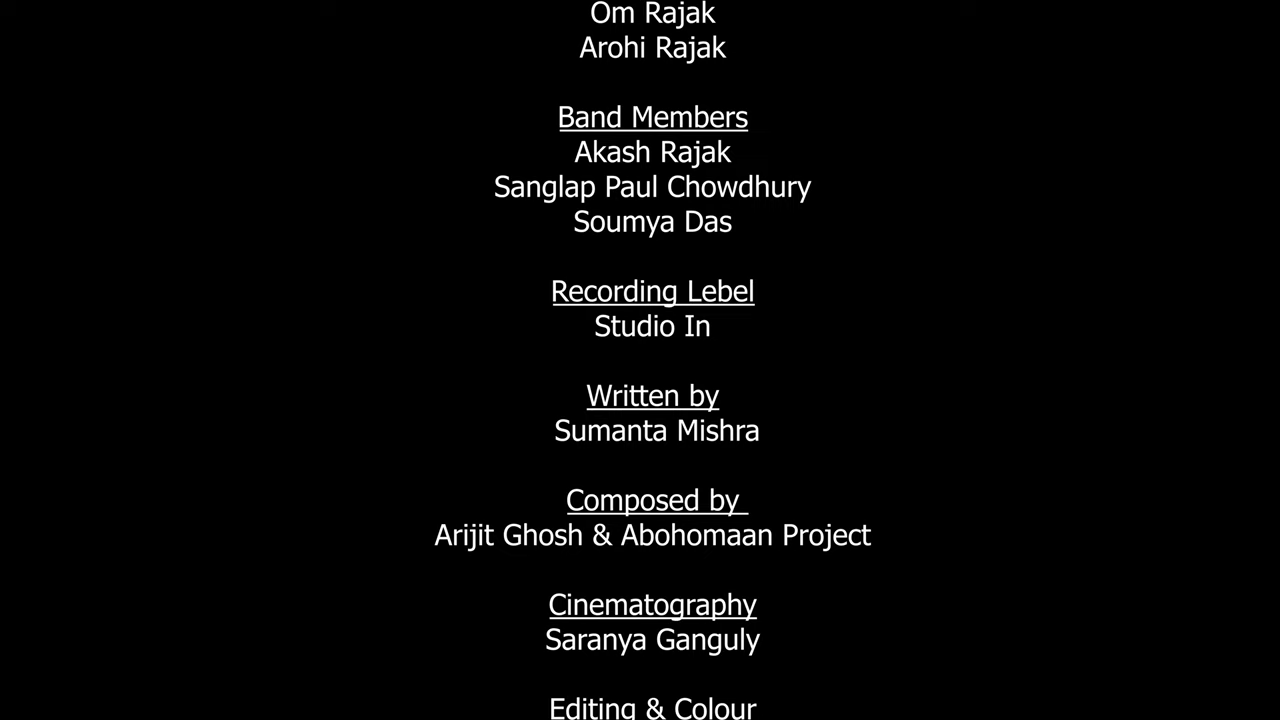 Om Rajak
Arohi Rajak
Band Members
Akash Rajak
Sanglap Paul Chowdhury
Soumya Das
Recording Lebel
Studio In
Written by
Sumanta Mishra
Composed by
Arijit Ghosh & Abohomaan Project
Cinematography
Saranya Ganguly
Editing & Colour